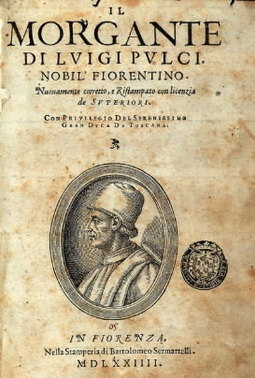 IL
MORGANTE
DI LVIGI PVLCI,
NOBIL' FIORENTINO.
Nuouamente corretto, e Ristampato con licenzia
de SVPERIORI.
CON PRIVILEGIO DEL SERENISSIMO
GRAN DVCA DI TOSCANA.
IN FIORENZA,
Nella Stamperia di Bartolomeo Sermartelli.
MDLXXIIII.